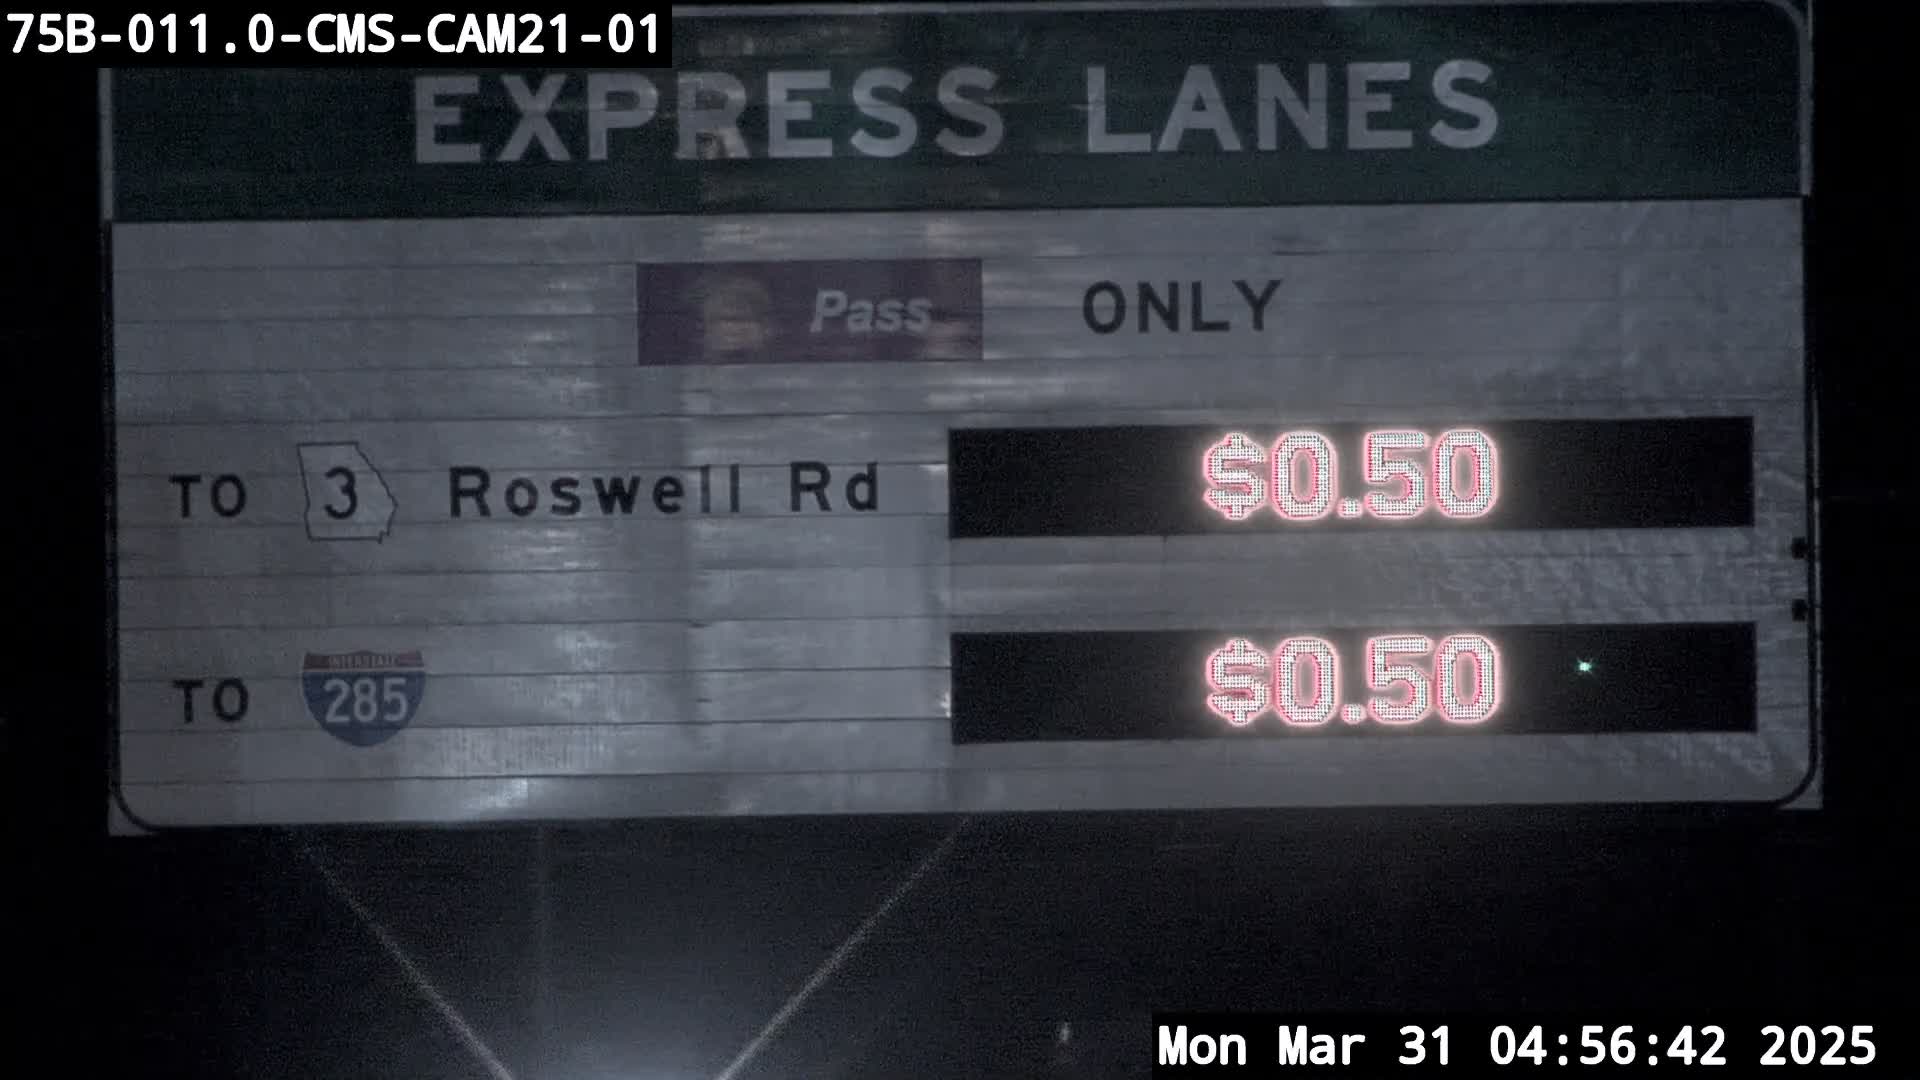 75B-011.0-CMS-CAM21-01
EXPRESS LANES
Pass ONLY
TO 3 Roswell Rd $0.50
INTERSTATE
TO 285 $0.50
Mon Mar 31 04:56:42 2025